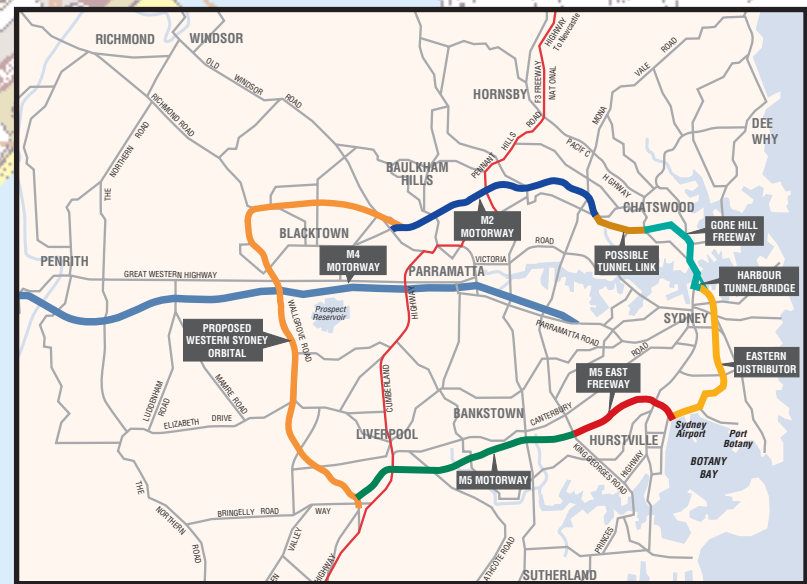 RICHMOND
WINDSOR
OLD
WINDSOR
ROAD
RICHMOND ROAD
THE
NORTHERN
ROAD
HORNSBY
HIGHWAY
To Newcastle
F3 FREEWAY
NATIONAL
VALE
ROAD
MONA
DEE
WHY
PENNANT
HILLS
ROAD
PACIFIC
HIGHWAY
BAULKHAM
HILLS
CHATSWOOD
M2
MOTORWAY
GORE HILL
FREEWAY
BLACKTOWN
M4
MOTORWAY
VICTORIA
ROAD
POSSIBLE
TUNNEL LINK
PENRITH
GREAT WESTERN HIGHWAY
PARRAMATTA
HARBOUR
TUNNEL/BRIDGE
HIGHWAY
Prospect
Reservoir
WALLGROVE ROAD
PROPOSED
WESTERN SYDNEY
ORBITAL
PARRAMATTA ROAD
SYDNEY
ROAD
EASTERN
DISTRIBUTOR
M5 EAST
FREEWAY
CUMBERLAND
LUDDENHAM
ROAD
MAMRE
ROAD
ELIZABETH
DRIVE
BANKSTOWN
CANTERBURY
LIVERPOOL
HURSTVILLE
Sydney
Airport
Port
Botany
BOTANY
BAY
M5 MOTORWAY
KING GEORGES ROAD
HIGHWAY
THE
NORTHERN
ROAD
BRINGELLY ROAD
WAY
VALLEY
HIGHWAY
PRINCES
ATHCOTE ROAD
SUTHERLAND